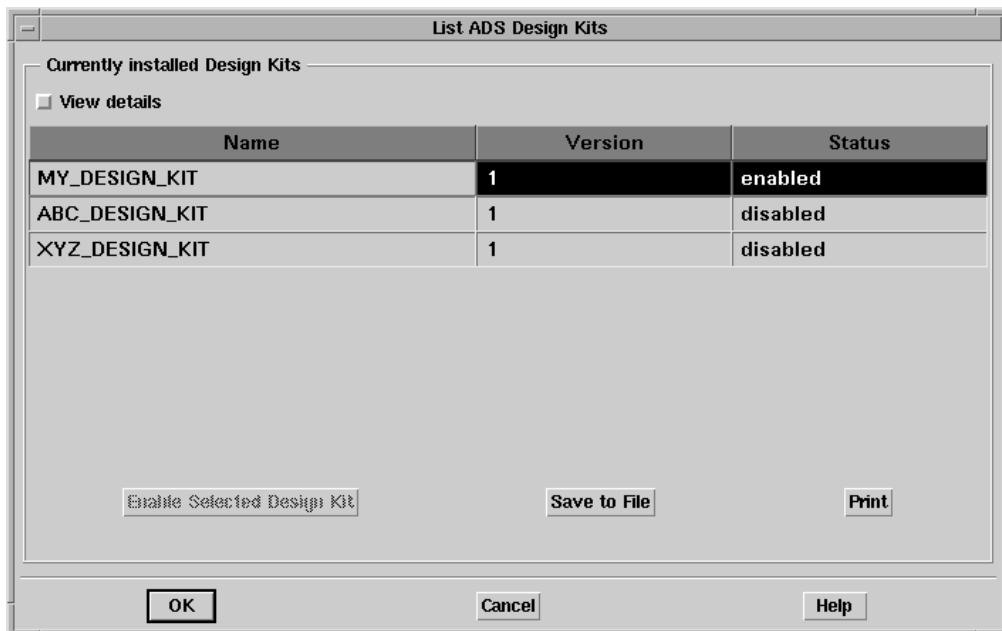 List ADS Design Kits
Currently installed Design Kits
View details
Name Version Status
MY_DESIGN_KIT 1 enabled
ABC_DESIGN_KIT 1 disabled
XYZ_DESIGN_KIT 1 disabled
Enable Selected Design Kit Save to File Print
OK Cancel Help